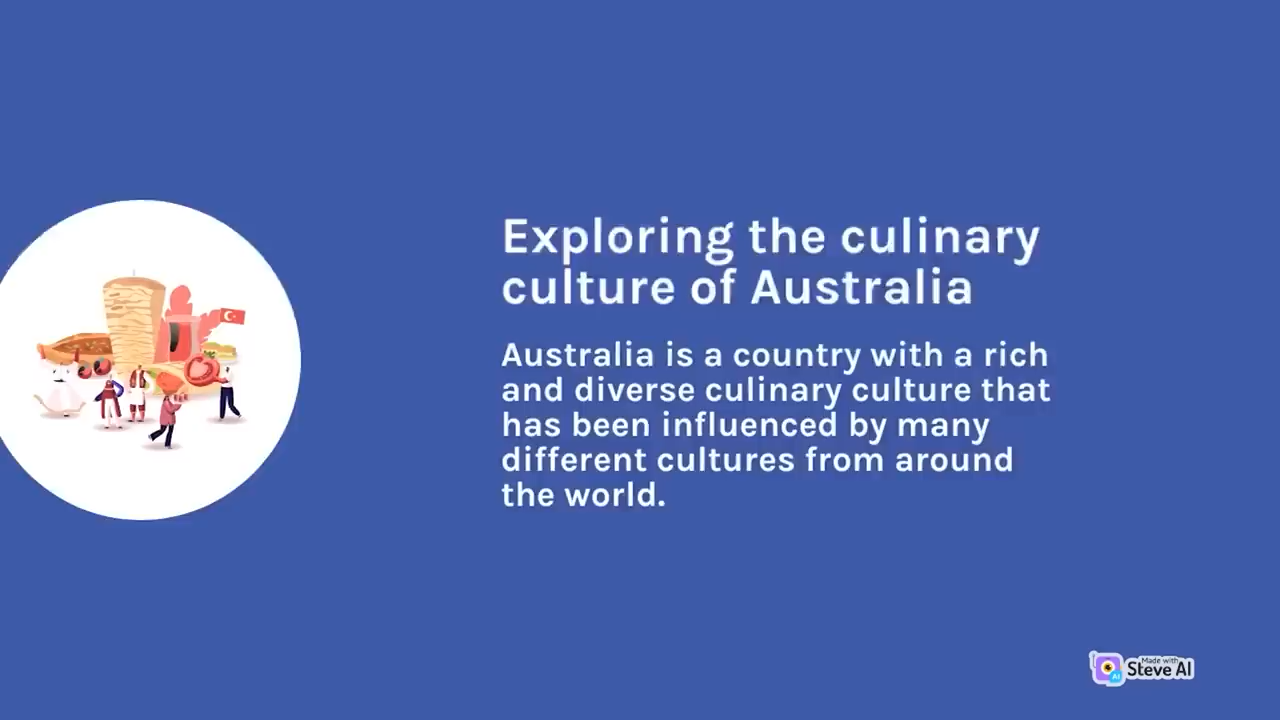 Exploring the culinary
culture of Australia
Australia is a country with a rich
and diverse culinary culture that
has been influenced by many
different cultures from around
the world.
Made with
Steve AI
AI